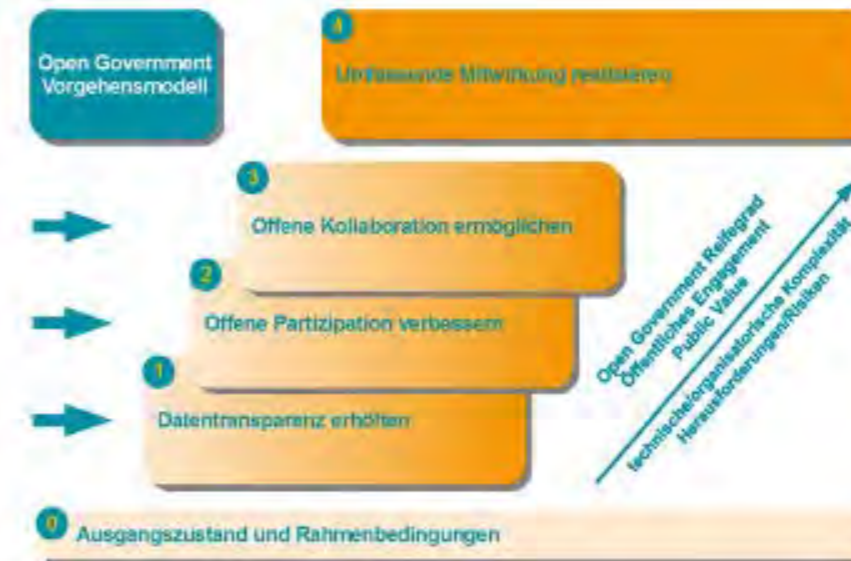 Open Government
Vorgehensmodell
4
Umfassende Mitwirkung realisieren
3
Offene Kollaboration ermöglichen
2
Offene Partizipation verbessern
1
Datentransparenz erhöhen
Open Government Reifegrad
Öffentliches Engagement
Public Value
technische/organisatorische Komplexität
Herausforderungen/Risiken
0
Ausgangszustand und Rahmenbedingungen